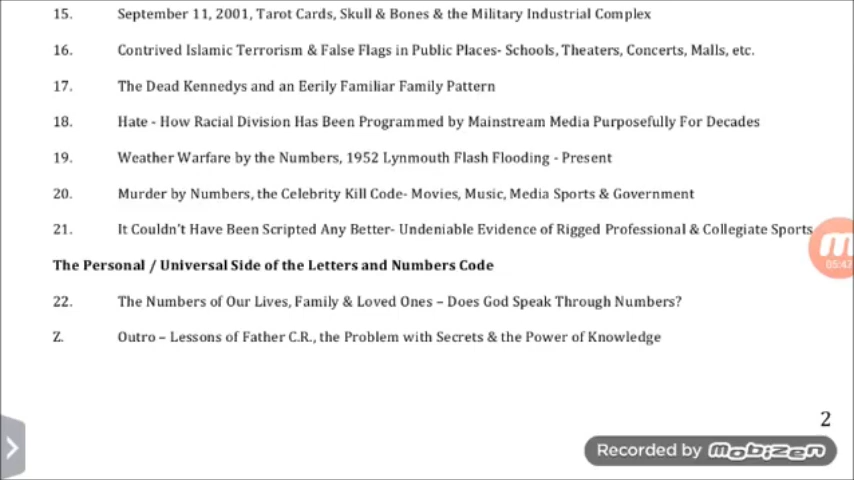 15. September 11, 2001, Tarot Cards, Skull & Bones & the Military Industrial Complex
16. Contrived Islamic Terrorism & False Flags in Public Places- Schools, Theaters, Concerts, Malls, etc.
17. The Dead Kennedys and an Eerily Familiar Family Pattern
18. Hate - How Racial Division Has Been Programmed by Mainstream Media Purposefully For Decades
19. Weather Warfare by the Numbers, 1952 Lynmouth Flash Flooding - Present
20. Murder by Numbers, the Celebrity Kill Code- Movies, Music, Media Sports & Government
21. It Couldn't Have Been Scripted Any Better- Undeniable Evidence of Rigged Professional & Collegiate Sports
05:47
The Personal / Universal Side of the Letters and Numbers Code
22. The Numbers of Our Lives, Family & Loved Ones – Does God Speak Through Numbers?
Z. Outro – Lessons of Father C.R., the Problem with Secrets & the Power of Knowledge
2
Recorded by mobizen